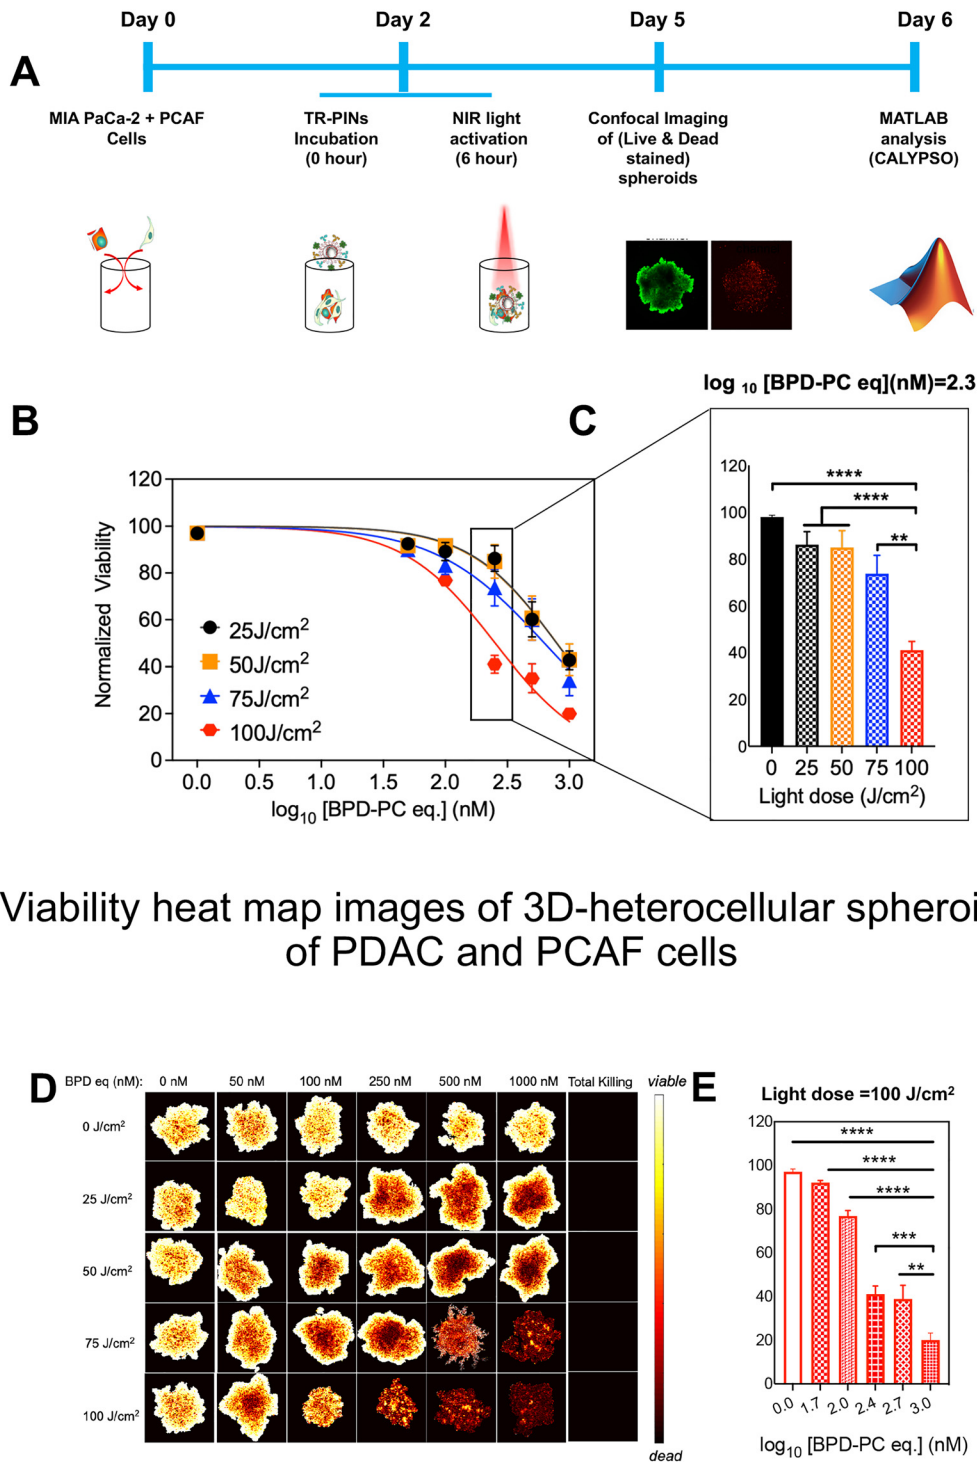 Day 0
Day 2
Day 5
Day 6
A
MIA PaCa-2 + PCAF
Cells
TR-PINs
Incubation
(0 hour)
NIR light
activation
(6 hour)
Confocal Imaging
of (Live & Dead
stained)
spheroids
MATLAB
analysis
(CALYPSO)
log 10 [BPD-PC eq](nM)=2.3
B
C
Normalized Viability
120
100
80
60
40
20
0
25J/cm2
50J/cm2
75J/cm2
100J/cm2
0.0 0.5 1.0 1.5 2.0 2.5 3.0
log10 [BPD-PC eq.] (nM)
120
100
80
60
40
20
0
****
****
**
0 25 50 75 100
Light dose (J/cm2)
Viability heat map images of 3D-heterocellular spheroi
of PDAC and PCAF cells
D
BPD eq (nM): 0 nM 50 nM 100 nM 250 nM 500 nM 1000 nM Total Killing
viable
0 J/cm2
25 J/cm2
50 J/cm2
75 J/cm2
100 J/cm2
dead
E
Light dose =100 J/cm2
120
100
80
60
40
20
0
****
****
****
***
**
0.0 1.7 2.0 2.4 2.7 3.0
log10 [BPD-PC eq.] (nM)